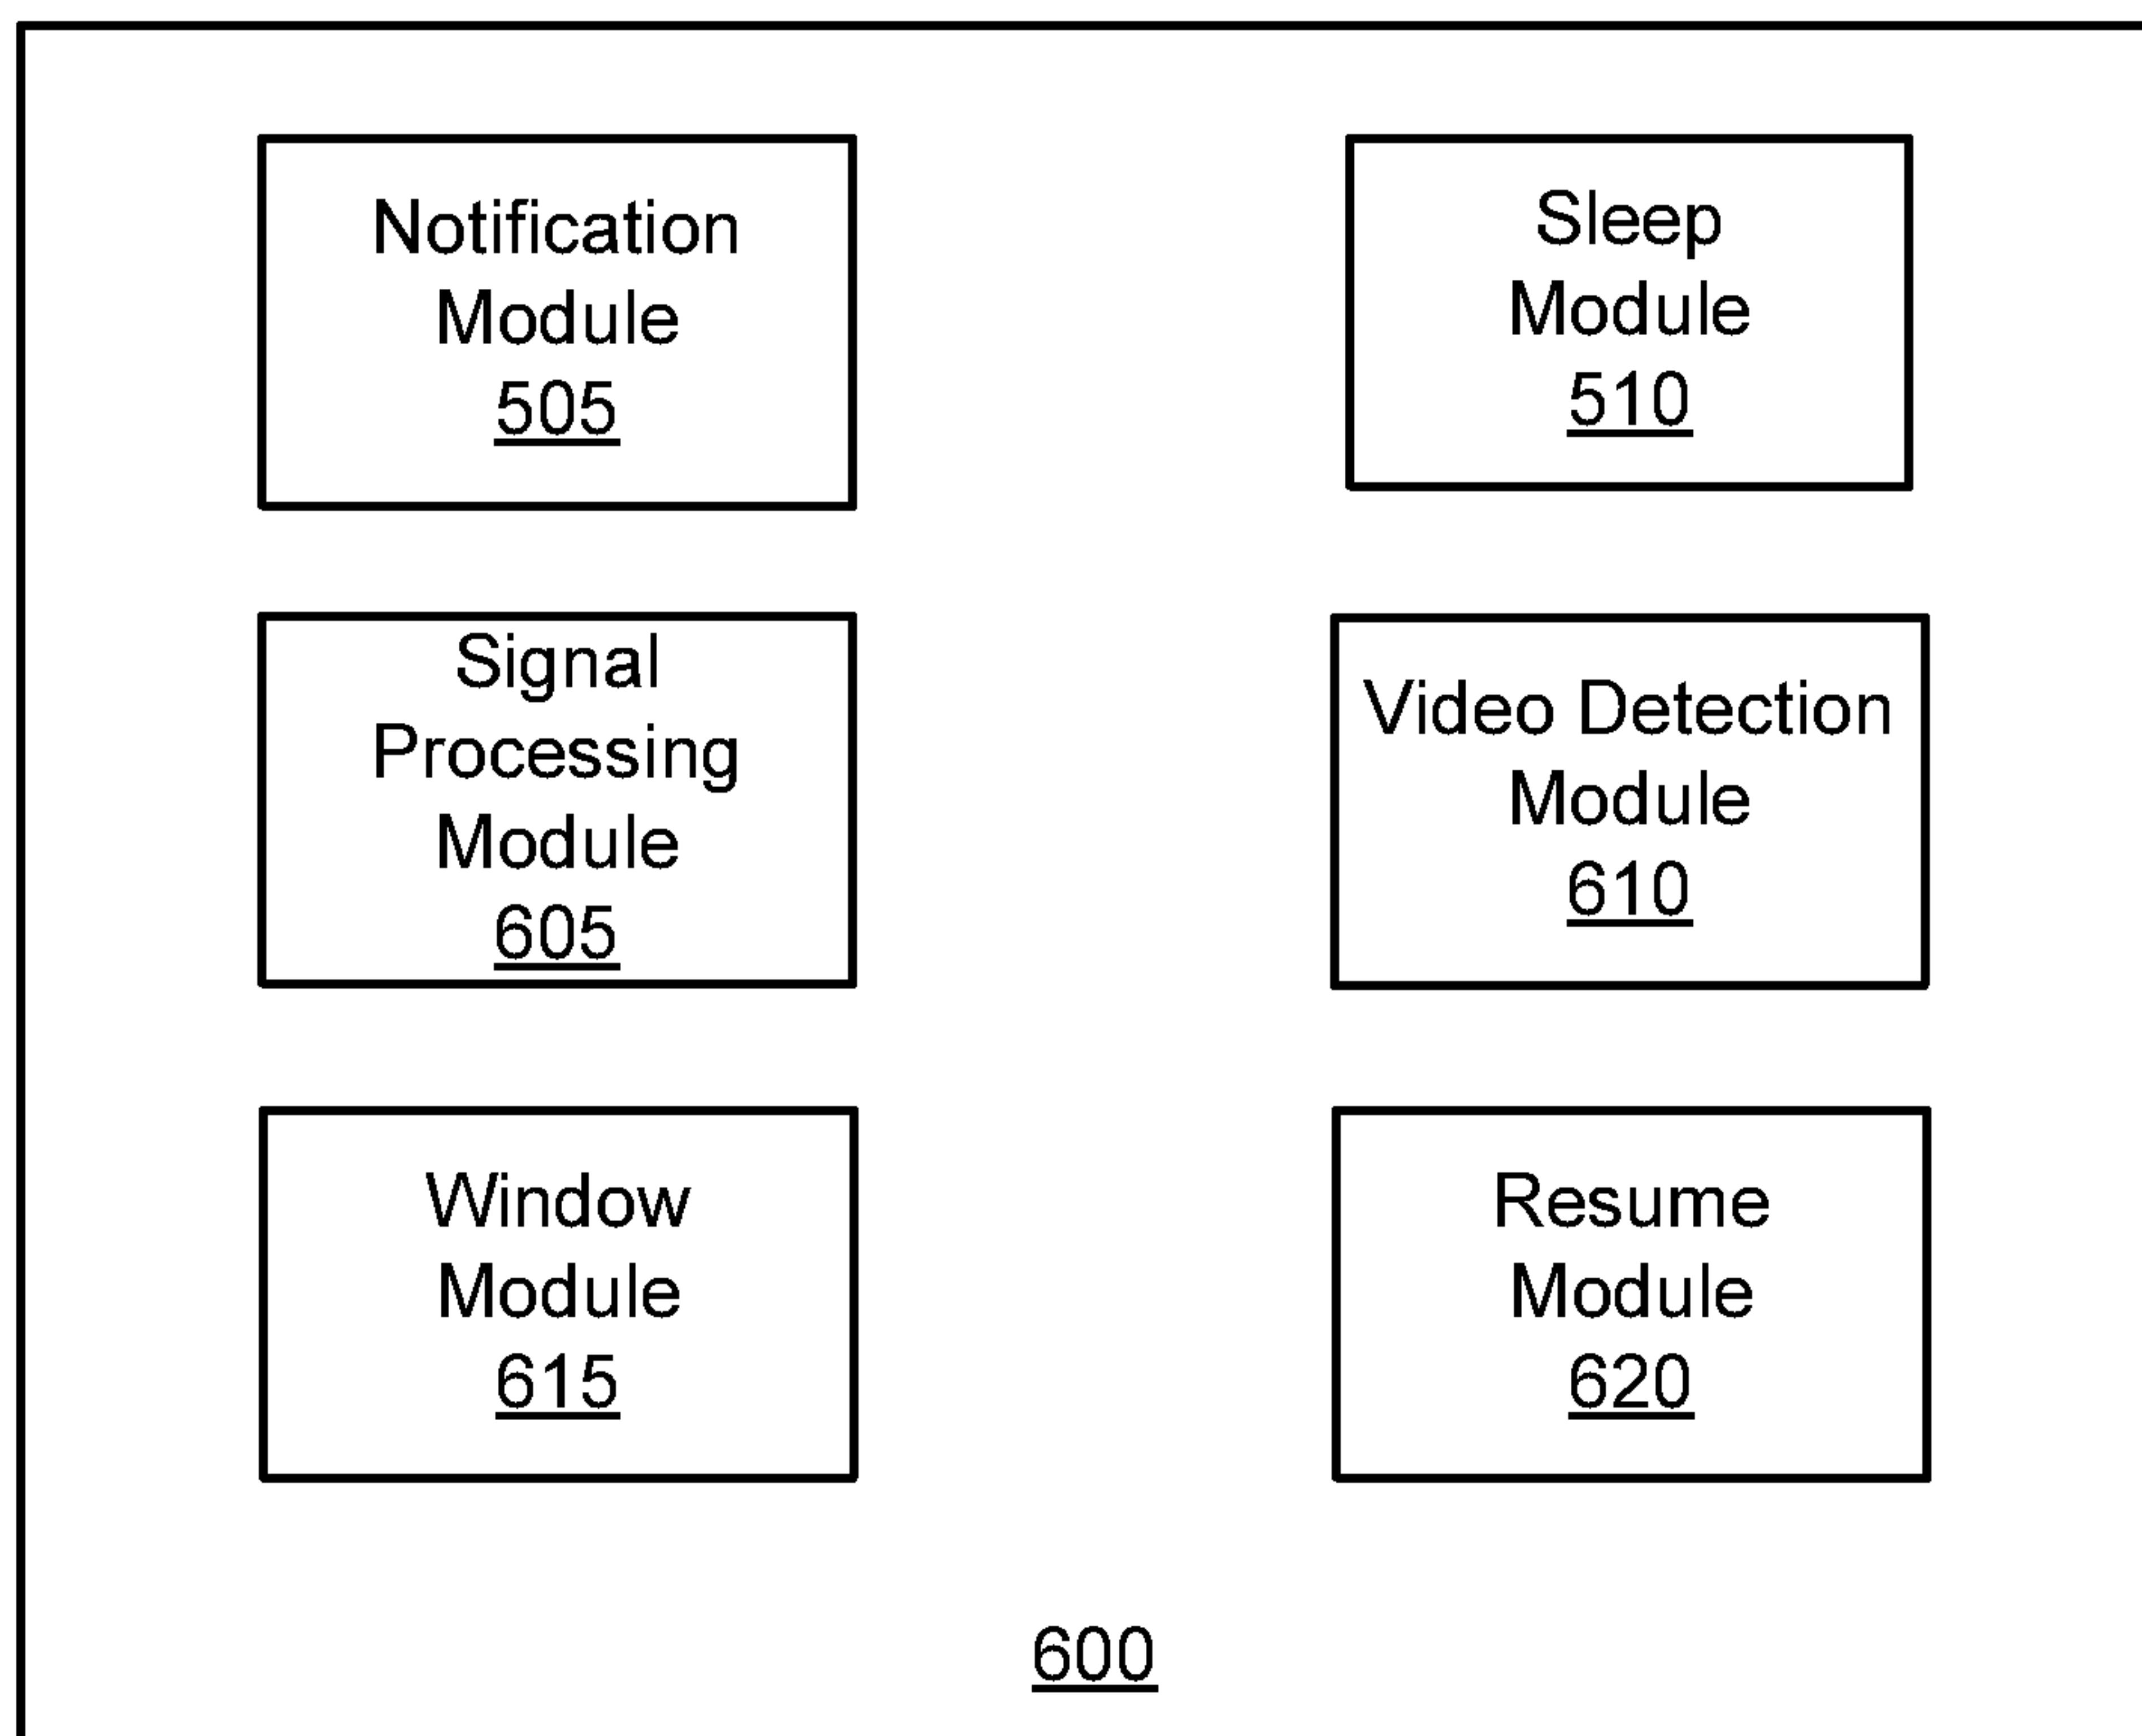 Notification
Module
505
Sleep
Module
510
Signal
Processing
Module
605
Video Detection
Module
610
Window
Module
615
Resume
Module
620
600